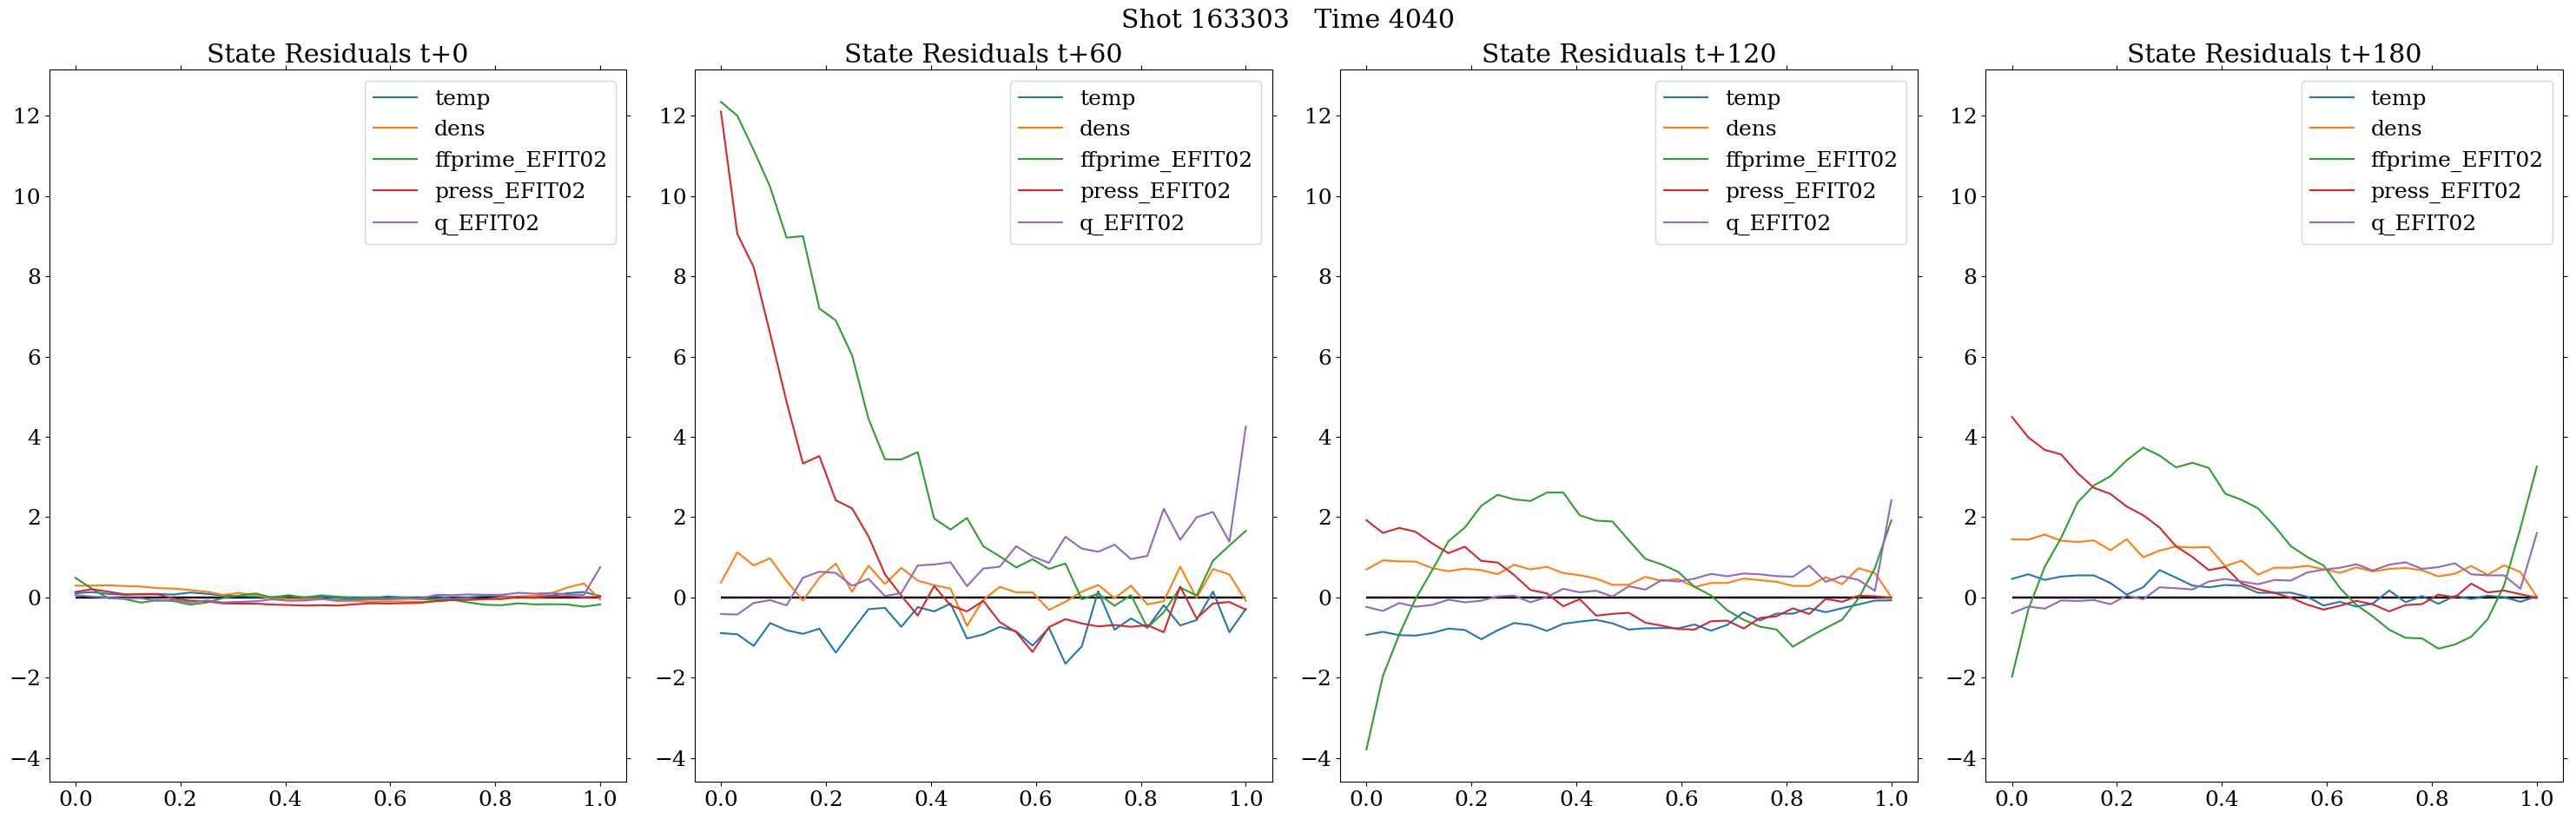 Shot 163303   Time 4040
State Residuals t+0
12
10
8
6
4
2
0
−2
−4
0.0 0.2 0.4 0.6 0.8 1.0
temp
dens
ffprime_EFIT02
press_EFIT02
q_EFIT02
State Residuals t+60
12
10
8
6
4
2
0
−2
−4
0.0 0.2 0.4 0.6 0.8 1.0
temp
dens
ffprime_EFIT02
press_EFIT02
q_EFIT02
State Residuals t+120
12
10
8
6
4
2
0
−2
−4
0.0 0.2 0.4 0.6 0.8 1.0
temp
dens
ffprime_EFIT02
press_EFIT02
q_EFIT02
State Residuals t+180
12
10
8
6
4
2
0
−2
−4
0.0 0.2 0.4 0.6 0.8 1.0
temp
dens
ffprime_EFIT02
press_EFIT02
q_EFIT02